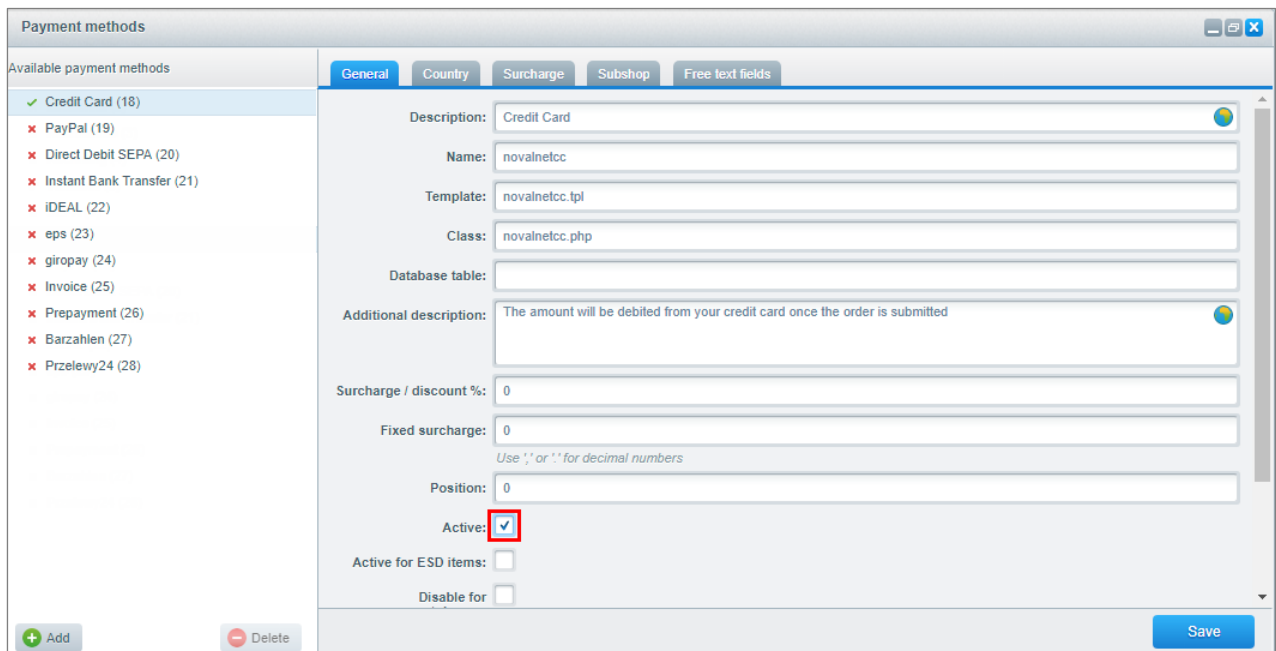 Payment methods
Available payment methods
Credit Card (18)
PayPal (19)
Direct Debit SEPA (20)
Instant Bank Transfer (21)
iDEAL (22)
eps (23)
giropay (24)
Invoice (25)
Prepayment (26)
Barzahlen (27)
Przelewy24 (28)
Add
Delete
General Country Surcharge Subshop Free text fields
Description: Credit Card
Name: novalnetcc
Template: novalnetcc.tpl
Class: novalnetcc.php
Database table:
Additional description: The amount will be debited from your credit card once the order is submitted
Surcharge / discount %: 0
Fixed surcharge: 0
Use ',' or '.' for decimal numbers
Position: 0
Active:
Active for ESD items:
Disable for
Save